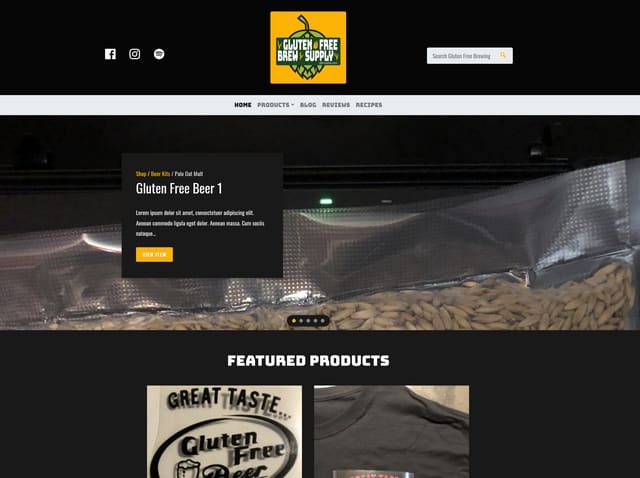 GLUTEN FREE
BREW SUPPLY
Search Gluten Free Brewing
HOME PRODUCTS BLOG REVIEWS RECIPES
Shop / Beer Kits / Pale Oat Malt
Gluten Free Beer 1
Lorem ipsum dolor sit amet, consectetuer adipiscing elit.
Aenean commodo ligula eget dolor. Aenean massa. Cum sociis
natoque...
VIEW ITEM
FEATURED PRODUCTS
GREAT TASTE...
Gluten
Free
Beer
GREAT TASTE